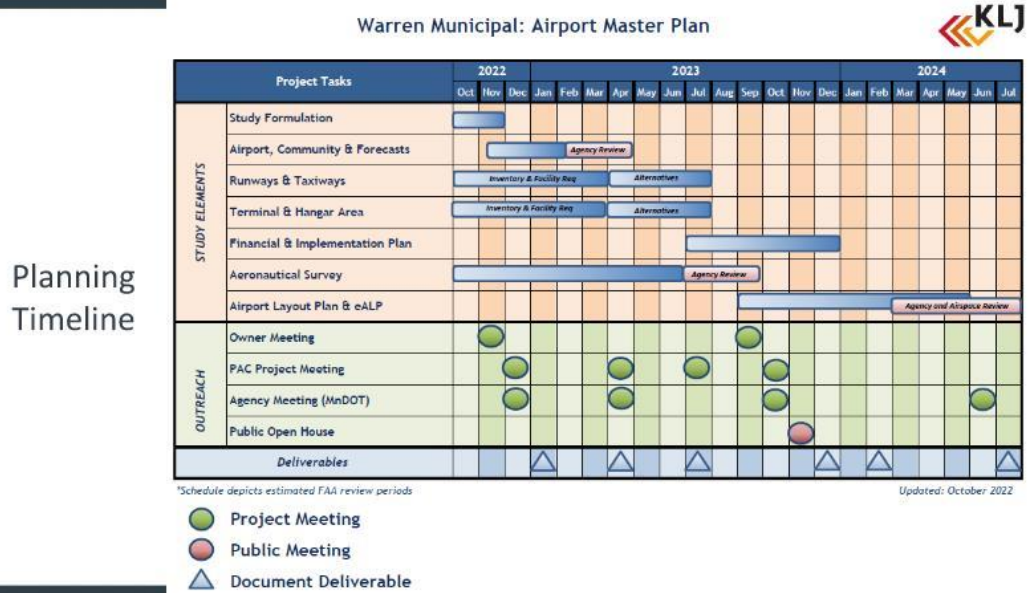 Warren Municipal: Airport Master Plan
KLJ
Planning
Timeline
Project Tasks
2022 2023 2024
Oct Nov Dec Jan Feb Mar Apr May Jun Jul Aug Sep Oct Nov Dec Jan Feb Mar Apr May Jun Jul
STUDY ELEMENTS
Study Formulation
Airport, Community & Forecasts Agency Review
Runways & Taxiways Inventory & Facility Req Alternatives
Terminal & Hangar Area Inventory & Facility Req Alternatives
Financial & Implementation Plan
Aeronautical Survey Agency Review
Airport Layout Plan & eALP Agency and Airspace Review
OUTREACH
Owner Meeting
PAC Project Meeting
Agency Meeting (MnDOT)
Public Open House
Deliverables
*Schedule depicts estimated FAA review periods Updated: October 2022
Project Meeting
Public Meeting
Document Deliverable